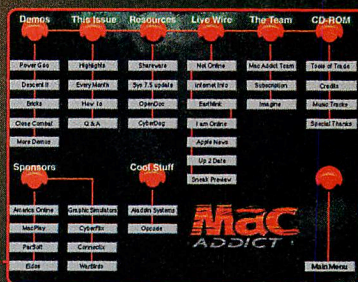 Demos
Power Goo
Descent II
Bricks
Close Combat
More Demos
This Issue
Highlights
Every Month
How To
Q & A
Resources
Shareware
Sys 7.5 update
OpenDoc
CyberDog
Live Wire
Net Online
Internet Info
Earthlink
I am Online
Apple News
Up 2 Date
Sneak Preview
The Team
Mac Addict Team
Subscription
Imagine
CD-ROM
Tools of Trade
Credits
Music Tracks
Special Thanks
Sponsors
America Online
MacPlay
ParSoft
Eidos
Graphic Simulations
CyberFlix
Connectix
WarBirds
Cool Stuff
Aladdin Systems
Opcode
Mac
ADDICT
Main Menu